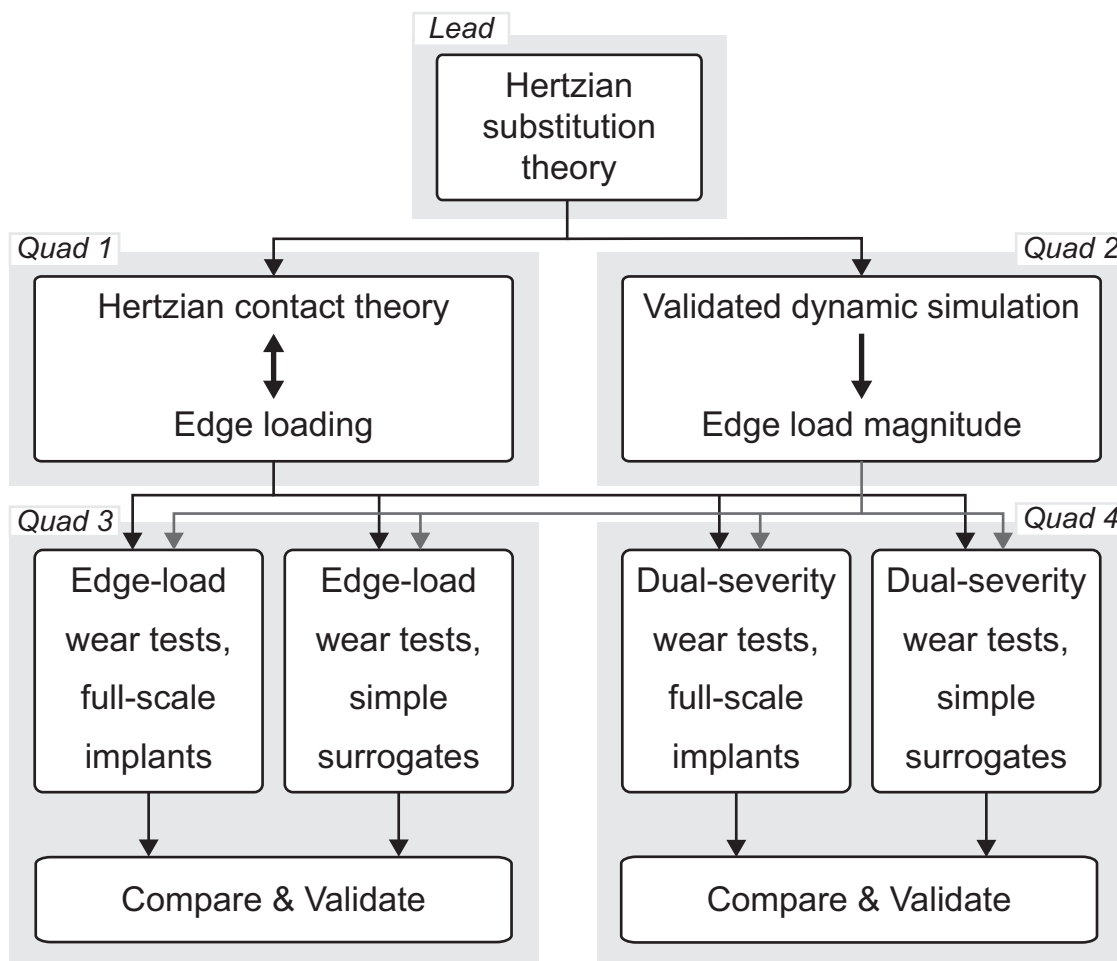 Lead
Hertzian
substitution
theory
Quad 1
Quad 2
Hertzian contact theory
Edge loading
Validated dynamic simulation
Edge load magnitude
Quad 3
Quad 4
Edge-load
wear tests,
full-scale
implants
Edge-load
wear tests,
simple
surrogates
Dual-severity
wear tests,
full-scale
implants
Dual-severity
wear tests,
simple
surrogates
Compare & Validate
Compare & Validate